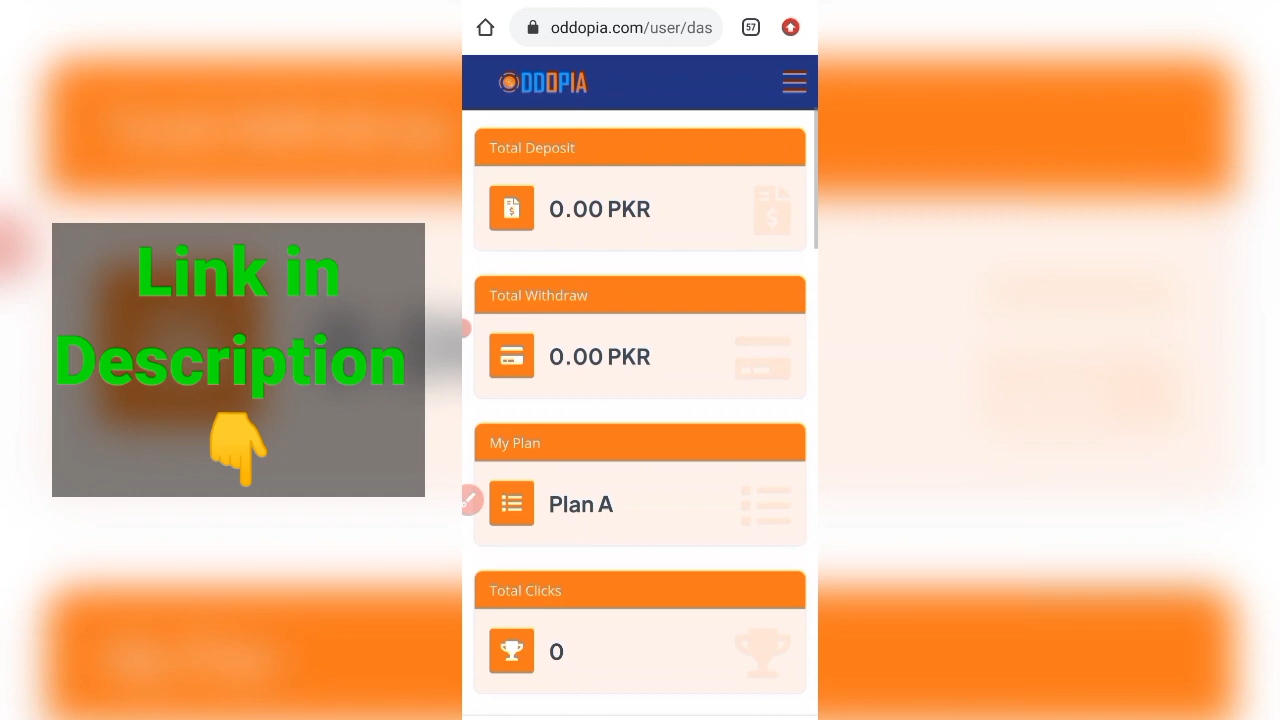 oddopia.com/user/das
57
ODDOPIA
Total Deposit
0.00 PKR
Total Withdraw
0.00 PKR
My Plan
Plan A
Total Clicks
0
Link in
Description